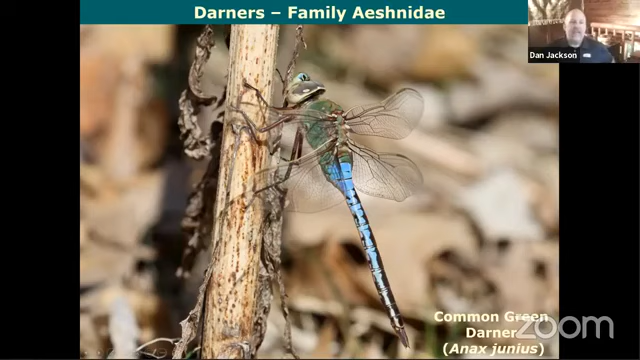 Darners – Family Aeshnidae
Dan Jackson
Common Green
Darner
(Anax junius)
zoom